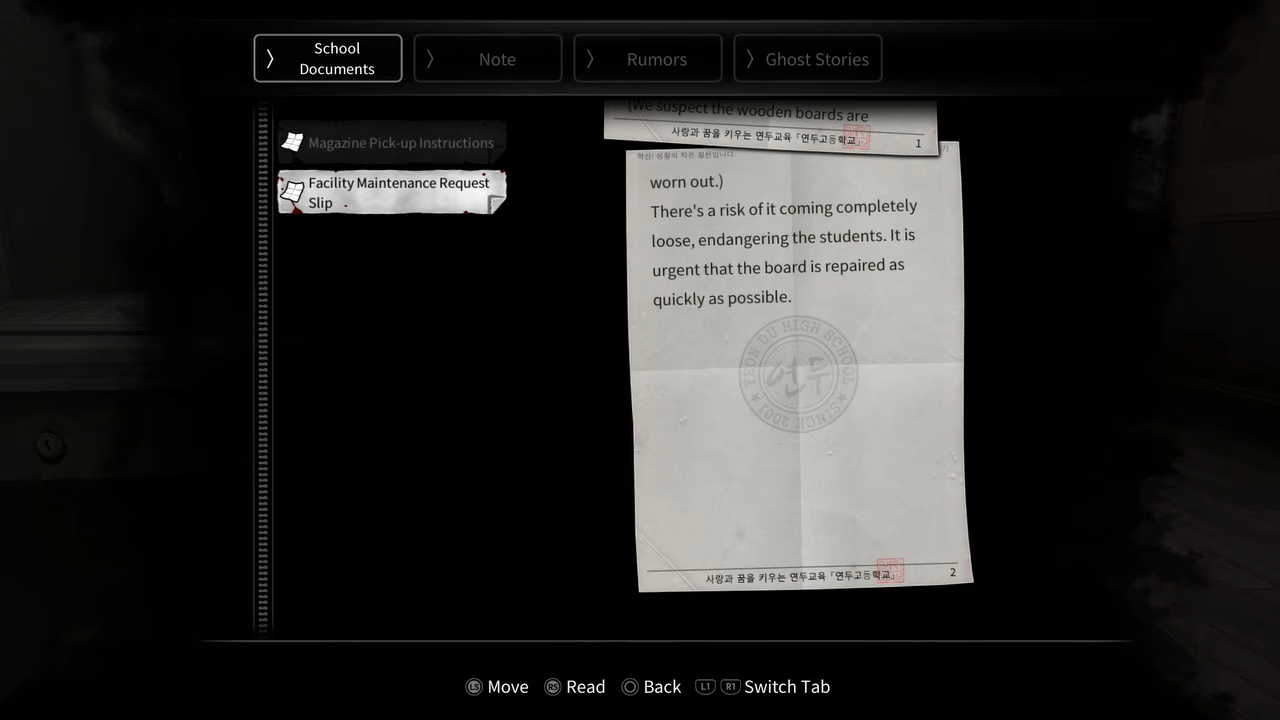 School
Documents
Note
Rumors
Ghost Stories
Magazine Pick-up Instructions
Facility Maintenance Request
Slip
(We suspect the wooden boards are
사랑과 꿈을 키우는 연두교육 「연두고등학교」
1
worn out.)
There's a risk of it coming completely
loose, endangering the students. It is
urgent that the board is repaired as
quickly as possible.
YEON DU HIGH SCHOOL
연두
★ SINCE 2007 ★
사랑과 꿈을 키우는 연두교육 「연두고등학교」
2
LS Move
RS Read
Back
L1 R1 Switch Tab